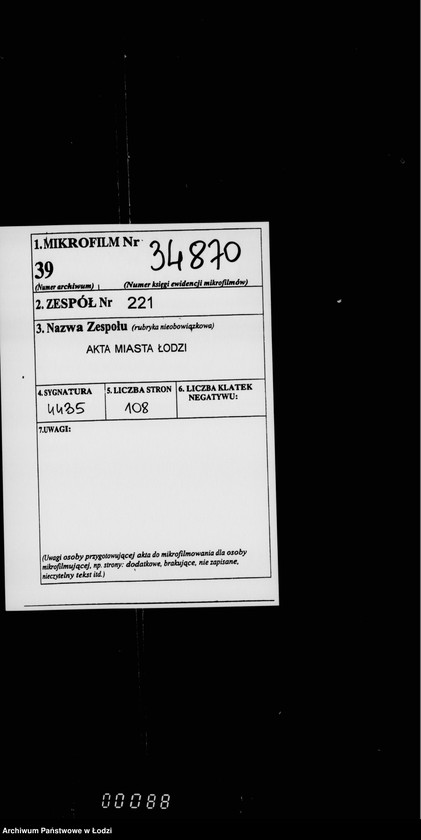 1. MIKROFILM Nr 34870
39
(Numer archiwum) (Numer księgi ewidencji mikrofilmów)
2. ZESPÓŁ Nr 221
3. Nazwa Zespołu (rubryka nieobowiązkowa)
AKTA MIASTA ŁODZI
4. SYGNATURA 5. LICZBA STRON 6. LICZBA KLATEK
NEGATYWU:
4435 108
7. UWAGI:
(Uwagi osoby przygotowującej akta do mikrofilmowania dla osoby
mikrofilmującej, np. strony: dodatkowe, brakujące, nie zapisane,
nieczytelny tekst itd.)
00088
Archiwum Państwowe w Łodzi